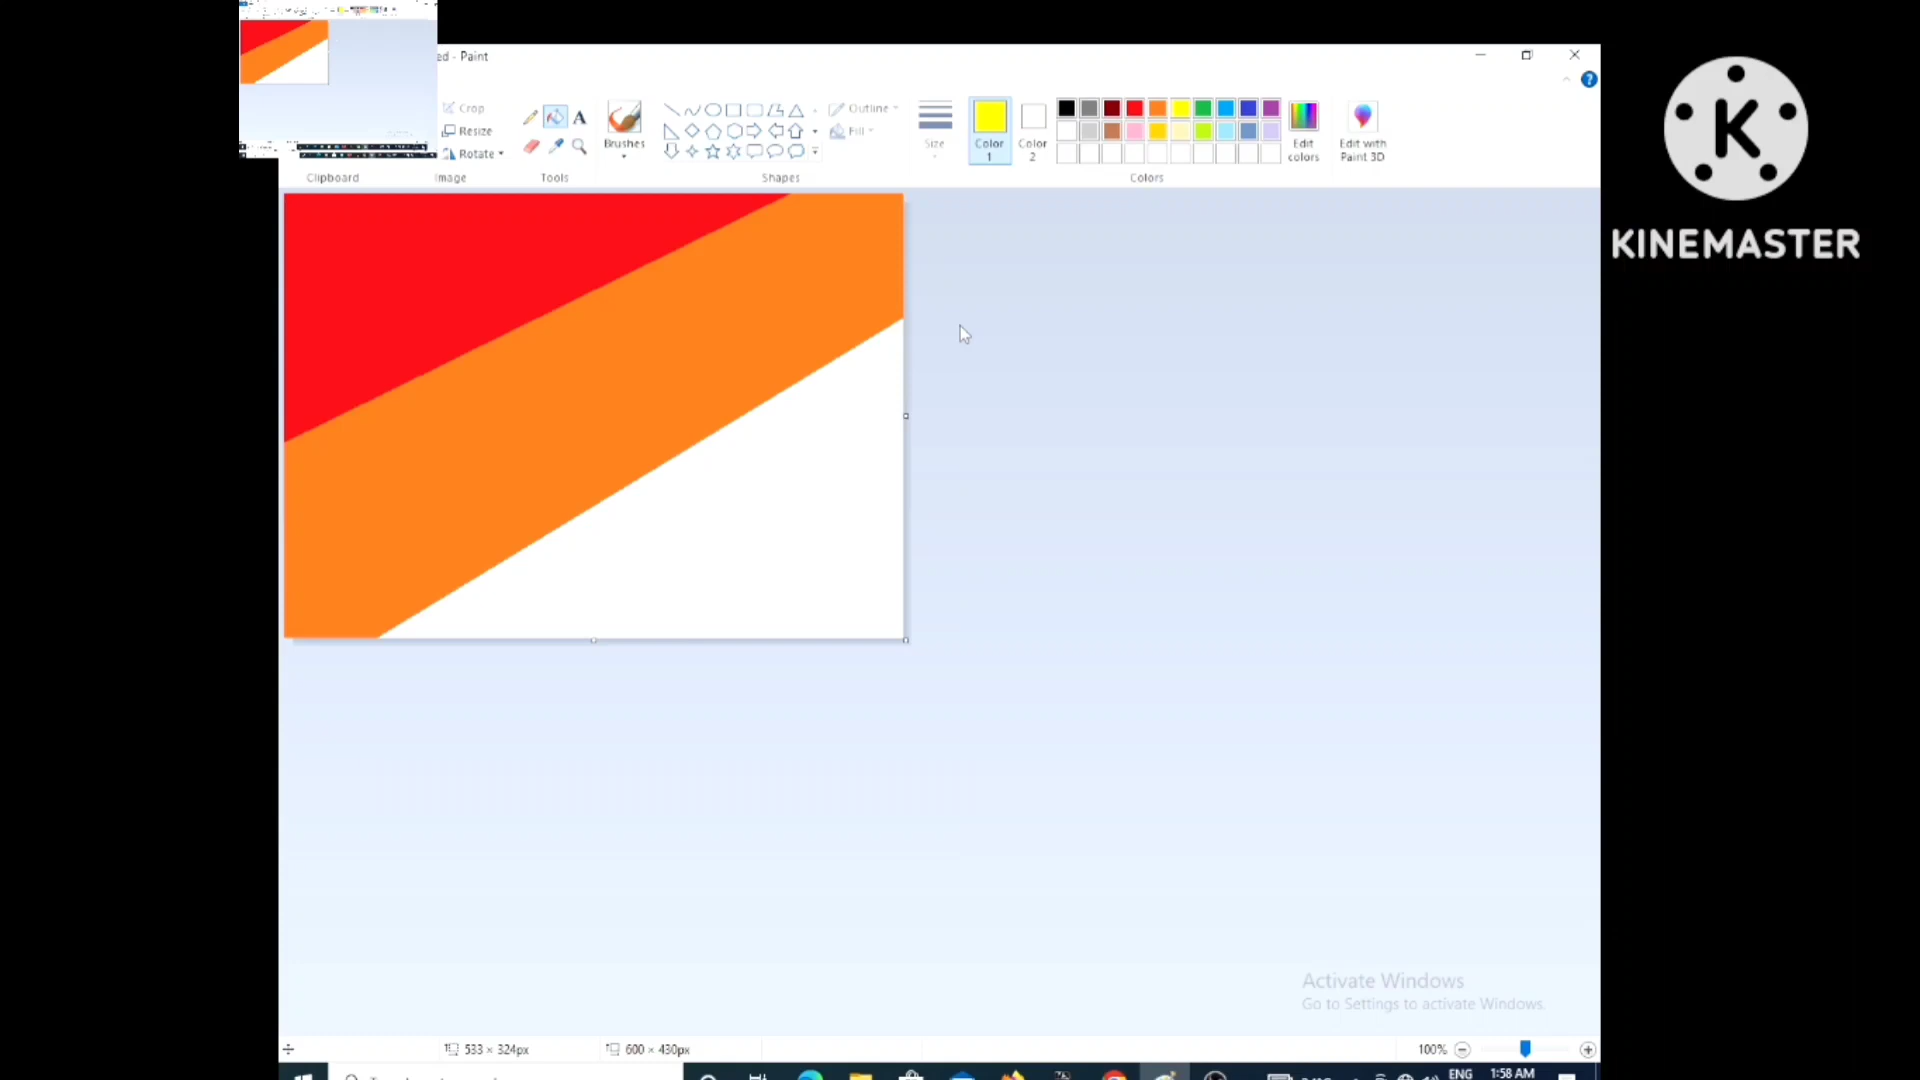 ed - Paint
Crop
Resize
Rotate
Clipboard
Image
Tools
A
Brushes
Shapes
Outline
Fill
Size
Color
1
Color
2
Colors
Edit
colors
Edit with
Paint 3D
?
K
KINEMASTER
Activate Windows
Go to Settings to activate Windows.
533 × 324px
600 × 430px
100%
ENG
1:58 AM